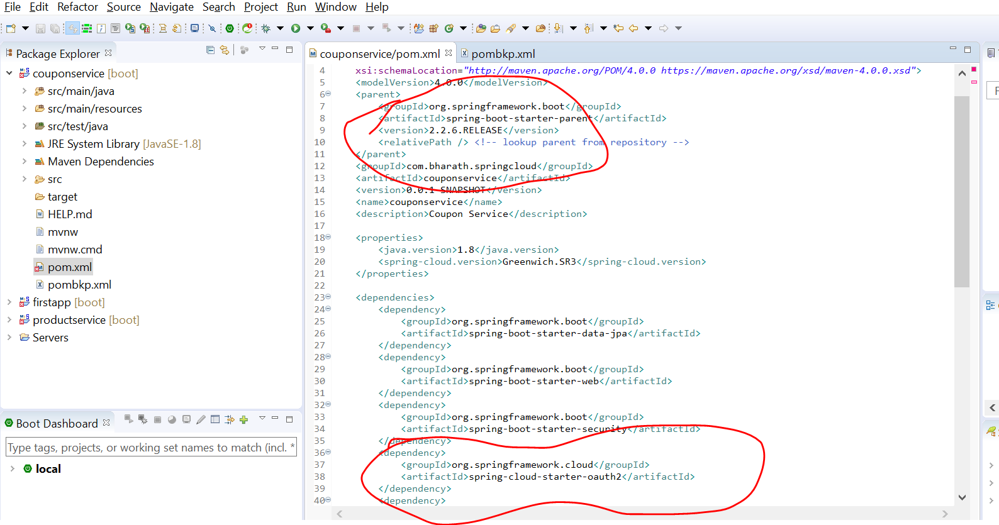 File Edit Refactor Source Navigate Search Project Run Window Help
Package Explorer
couponservice [boot]
src/main/java
src/main/resources
src/test/java
JRE System Library [JavaSE-1.8]
Maven Dependencies
src
target
HELP.md
mvnw
mvnw.cmd
pom.xml
pombkp.xml
firstapp [boot]
productservice [boot]
Servers
Boot Dashboard
Type tags, projects, or working set names to match (incl. *
local
couponservice/pom.xml
pombkp.xml
4 xsi:schemaLocation="http://maven.apache.org/POM/4.0.0 https://maven.apache.org/xsd/maven-4.0.0.xsd">
5 <modelVersion>4.0.0</modelVersion>
6 <parent>
7 <groupId>org.springframework.boot</groupId>
8 <artifactId>spring-boot-starter-parent</artifactId>
9 <version>2.2.6.RELEASE</version>
10 <relativePath /> <!-- lookup parent from repository -->
11 </parent>
12 <groupId>com.bharath.springcloud</groupId>
13 <artifactId>couponservice</artifactId>
14 <version>0.0.1-SNAPSHOT</version>
15 <name>couponservice</name>
16 <description>Coupon Service</description>
17
18 <properties>
19 <java.version>1.8</java.version>
20 <spring-cloud.version>Greenwich.SR3</spring-cloud.version>
21 </properties>
22
23 <dependencies>
24 <dependency>
25 <groupId>org.springframework.boot</groupId>
26 <artifactId>spring-boot-starter-data-jpa</artifactId>
27 </dependency>
28 <dependency>
29 <groupId>org.springframework.boot</groupId>
30 <artifactId>spring-boot-starter-web</artifactId>
31 </dependency>
32 <dependency>
33 <groupId>org.springframework.boot</groupId>
34 <artifactId>spring-boot-starter-security</artifactId>
35 </dependency>
36 <dependency>
37 <groupId>org.springframework.cloud</groupId>
38 <artifactId>spring-cloud-starter-oauth2</artifactId>
39 </dependency>
40 <dependency>